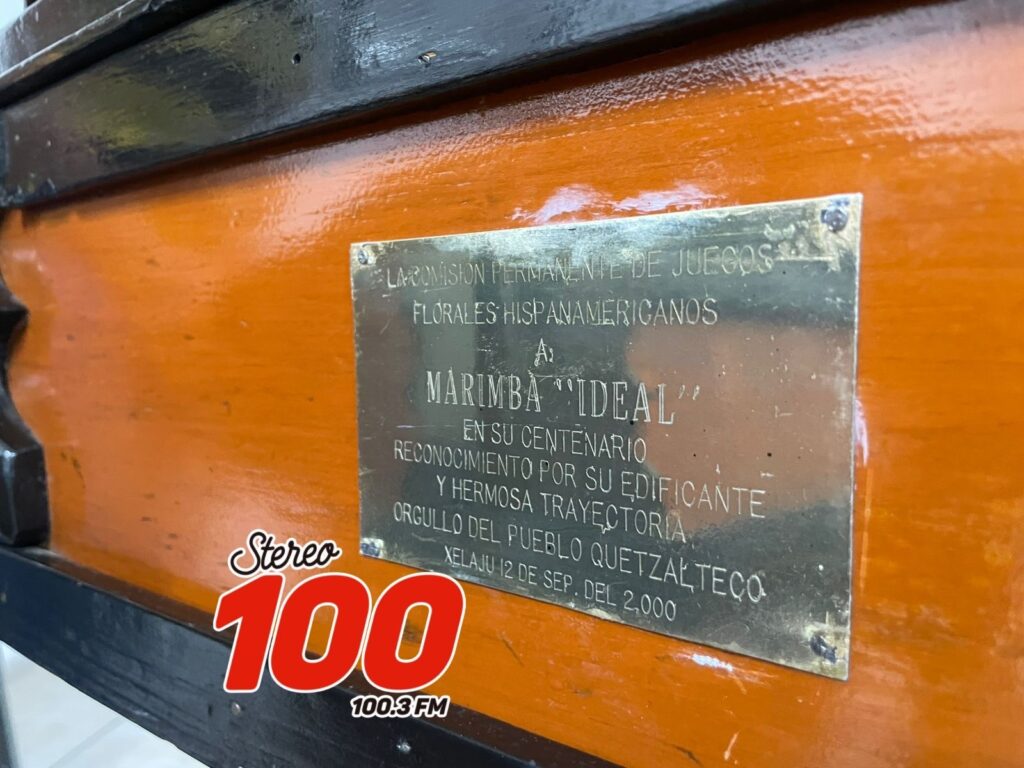 LA COMISION PERMANENTE DE JUEGOS
FLORALES HISPANAMERICANOS
A:
MARIMBA "IDEAL"
EN SU CENTENARIO
RECONOCIMIENTO POR SU EDIFICANTE
Y HERMOSA TRAYECTORIA
ORGULLO DEL PUEBLO QUETZALTECO
XELAJU 12 DE SEP. DEL 2,000
Stereo
100
100.3 FM